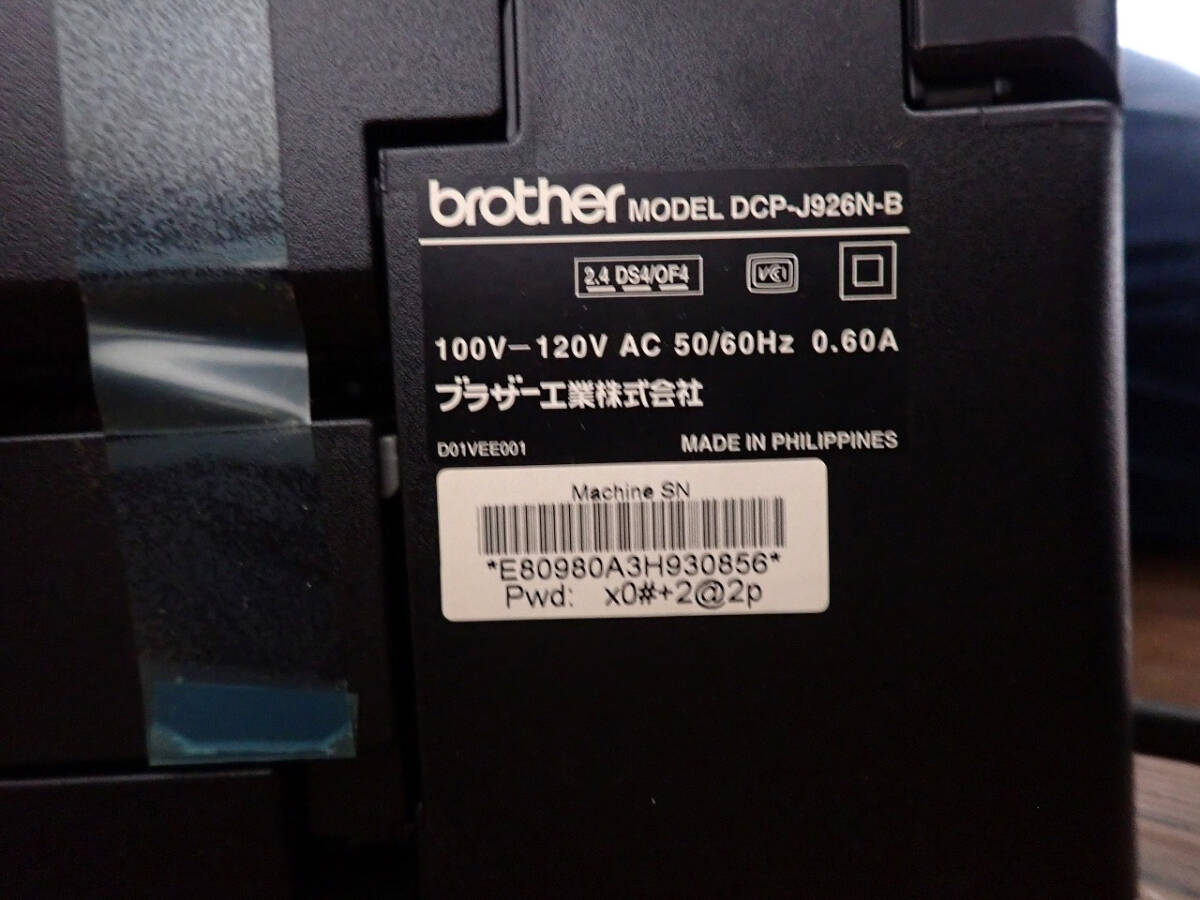 brother MODEL DCP-J926N-B
2.4 DS4/OF4
VCCI
100V-120V AC 50/60Hz 0.60A
ブラザー工業株式会社
D01VEE001 MADE IN PHILIPPINES
Machine SN
*E80980A3H930856*
Pwd: x0#+2@2p